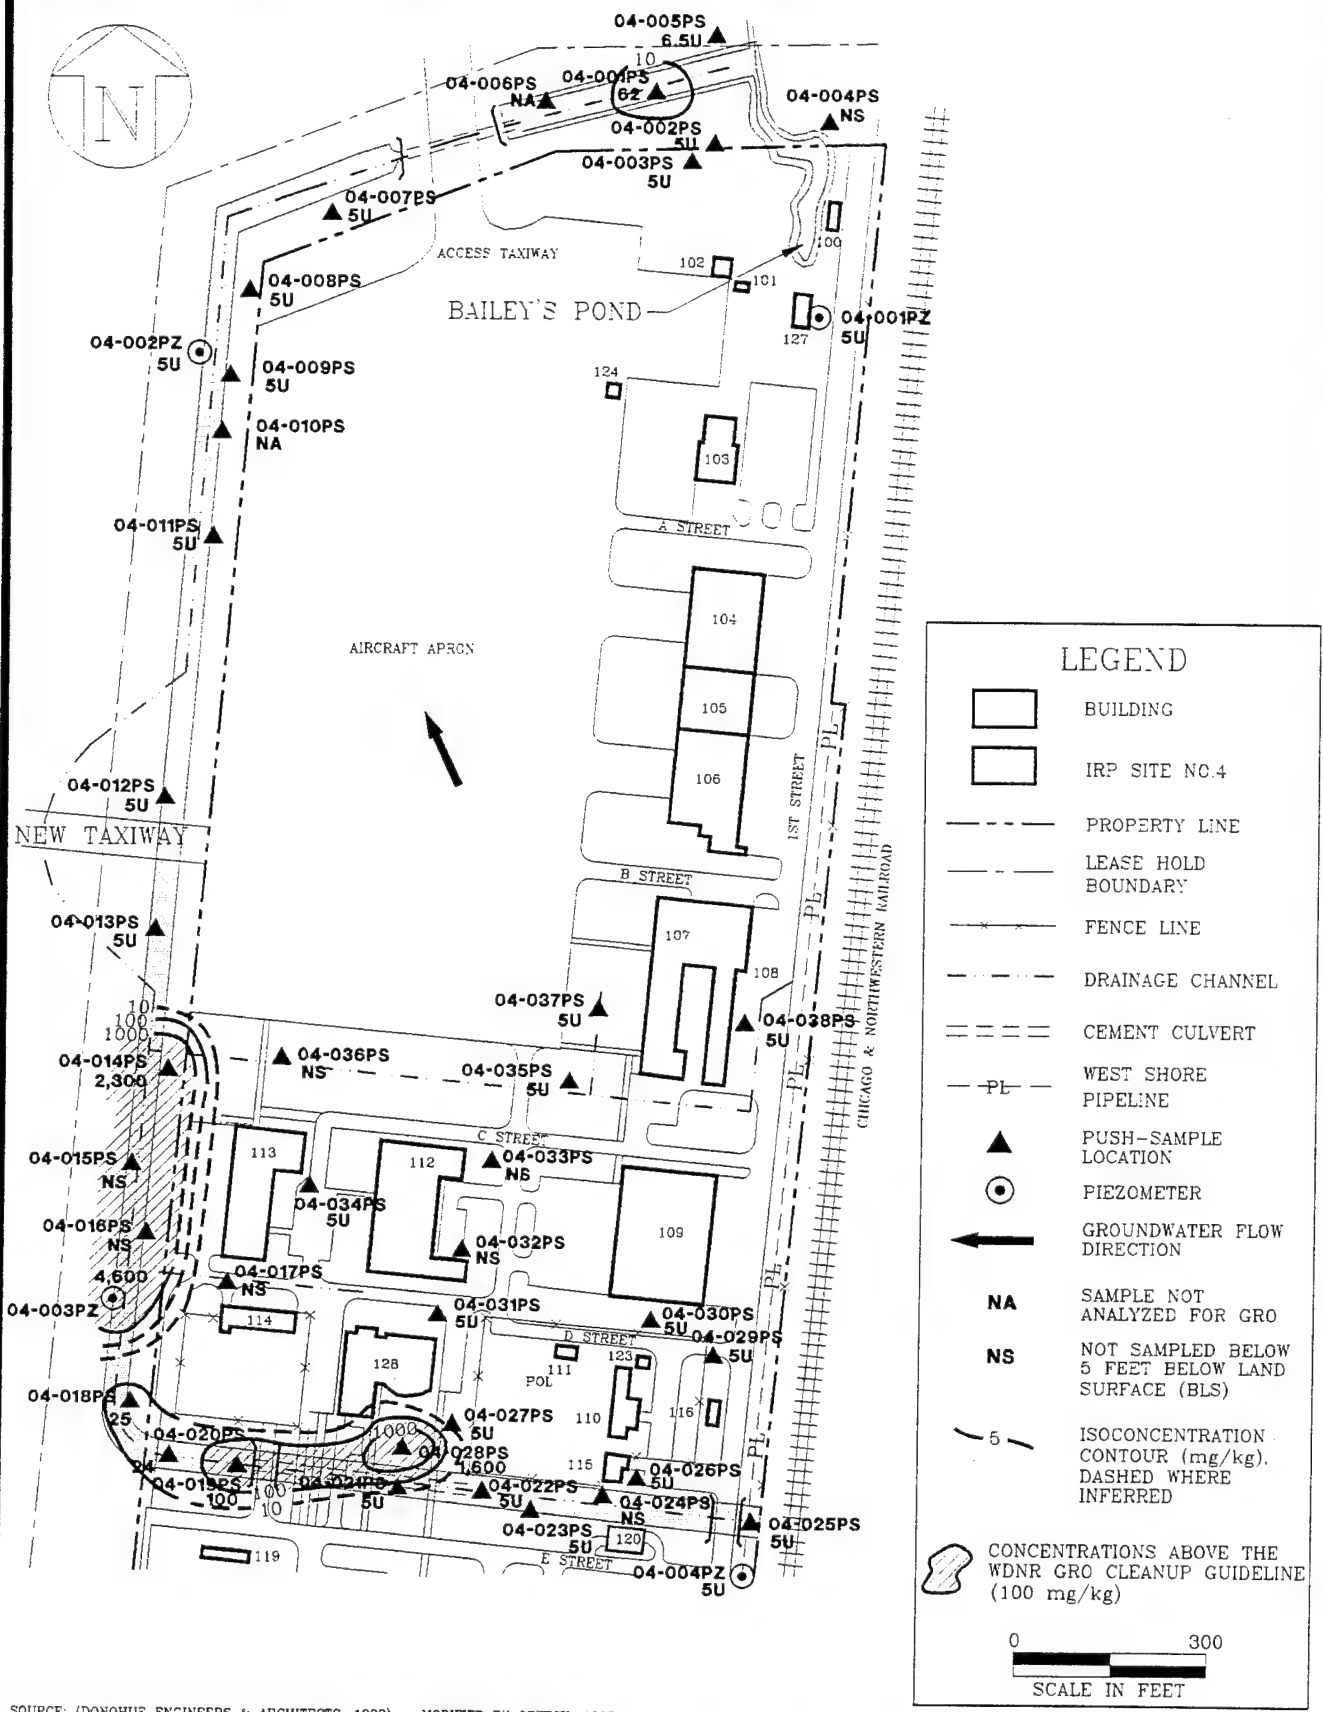 04-005PS
6.5U
10
04-006PS
NA
04-001PS
62
04-004PS
NS
04-002PS
5U
04-003PS
5U
N
04-007PS
5U
ACCESS TAXIWAY
100
102
101
04-008PS
5U
BAILEY'S POND
04-001PZ
5U
127
04-002PZ
5U
04-009PS
5U
124
04-010PS
NA
103
04-011PS
5U
A STREET
104
AIRCRAFT APRON
105
PL
106
1ST STREET
04-012PS
5U
NEW TAXIWAY
B STREET
CHICAGO & NORTHWESTERN RAILROAD
PL
04-013PS
5U
107
108
10
100
1000
04-037PS
5U
04-038PS
5U
04-014PS
2,300
04-036PS
NS
04-035PS
5U
PL
C STREET
04-015PS
NS
113
112
04-033PS
NS
04-034PS
5U
109
04-016PS
NS
04-032PS
NS
PL
4,600
04-003PZ
04-017PS
NS
114
04-031PS
5U
04-030PS
5U
D STREET
04-029PS
5U
128
111
123
POL
04-018PS
25
110
116
04-027PS
5U
04-020PS
24
1000
04-028PS
1,600
PL
115
04-026PS
5U
04-019PS
100
100
10
04-021PS
5U
04-022PS
5U
04-024PS
NS
04-023PS
5U
120
04-025PS
5U
119
E STREET
04-004PZ
5U
LEGEND
BUILDING
IRP SITE NO.4
PROPERTY LINE
LEASE HOLD
BOUNDARY
FENCE LINE
DRAINAGE CHANNEL
CEMENT CULVERT
PL
WEST SHORE
PIPELINE
PUSH-SAMPLE
LOCATION
PIEZOMETER
GROUNDWATER FLOW
DIRECTION
NA
SAMPLE NOT
ANALYZED FOR GRO
NS
NOT SAMPLED BELOW
5 FEET BELOW LAND
SURFACE (BLS)
5
ISOCONCENTRATION
CONTOUR (mg/kg).
DASHED WHERE
INFERRED
CONCENTRATIONS ABOVE THE
WDNR GRO CLEANUP GUIDELINE
(100 mg/kg)
0 300
SCALE IN FEET
SOURCE: (DONOHUE ENGINEERS & ARCHITECTS,